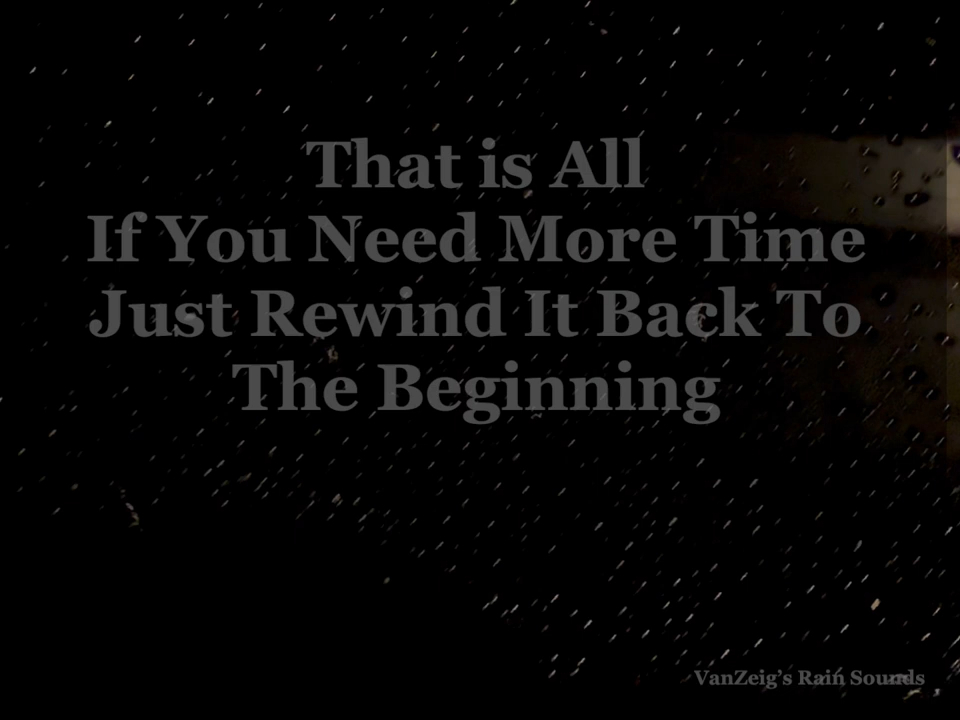 That is All
If You Need More Time
Just Rewind It Back To
The Beginning
VanZeig's Rain Sounds